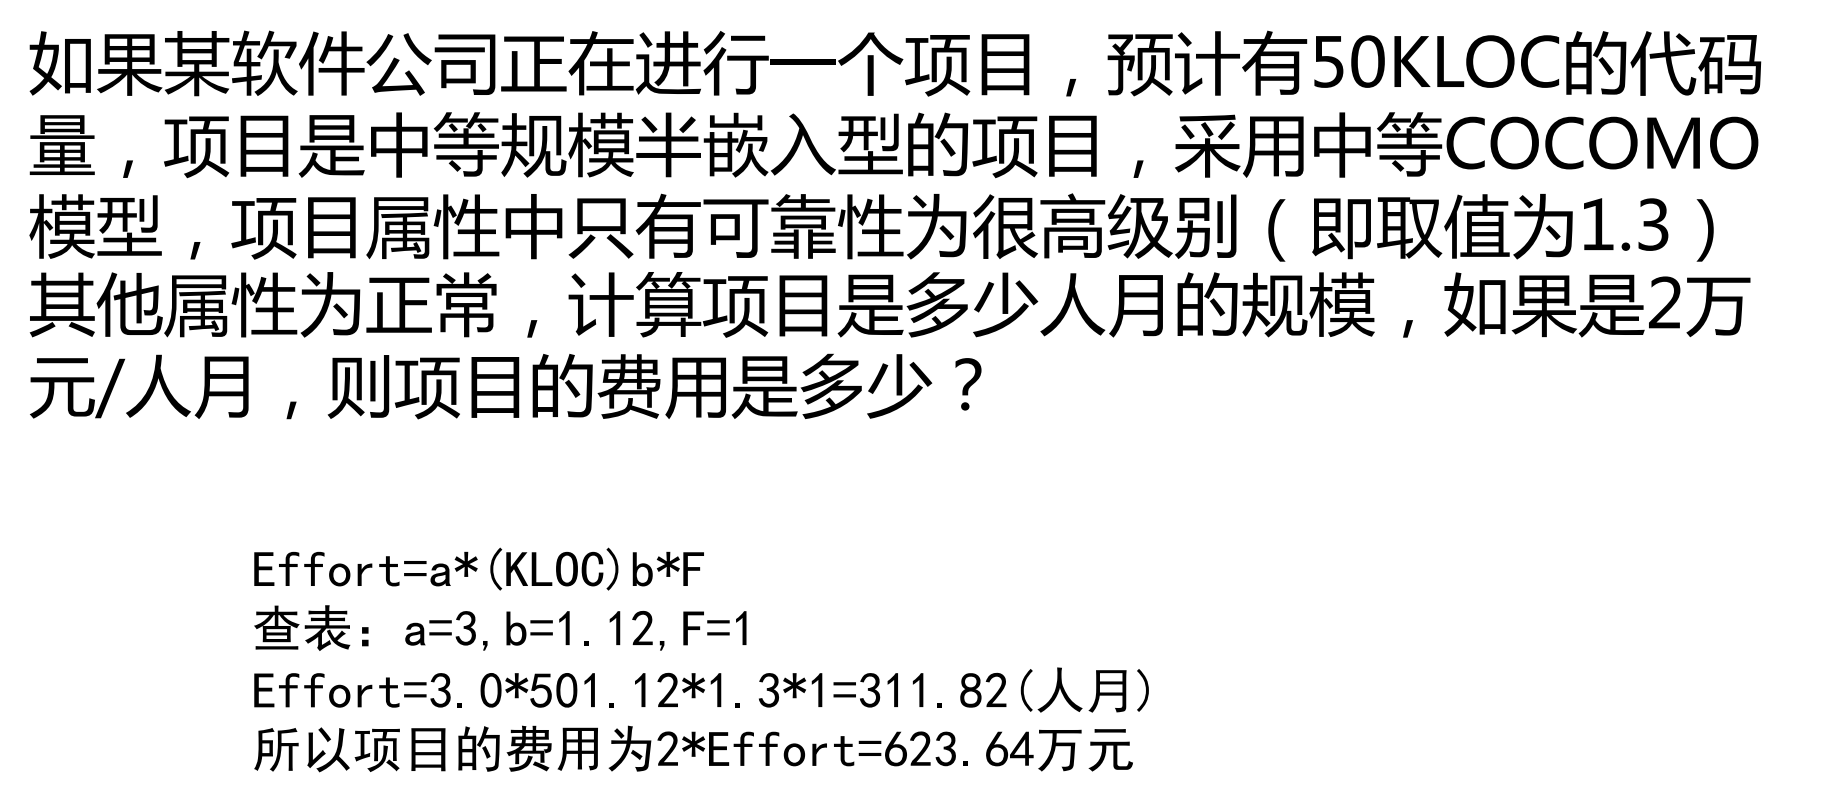 如果某软件公司正在进行一个项目，预计有50KLOC的代码
量，项目是中等规模半嵌入型的项目，采用中等COCOMO
模型，项目属性中只有可靠性为很高级别（即取值为1.3）
其他属性为正常，计算项目是多少人月的规模，如果是2万
元/人月，则项目的费用是多少？
Effort=a*(KLOC)b*F
查表：a=3,b=1.12,F=1
Effort=3.0*501.12*1.3*1=311.82(人月)
所以项目的费用为2*Effort=623.64万元